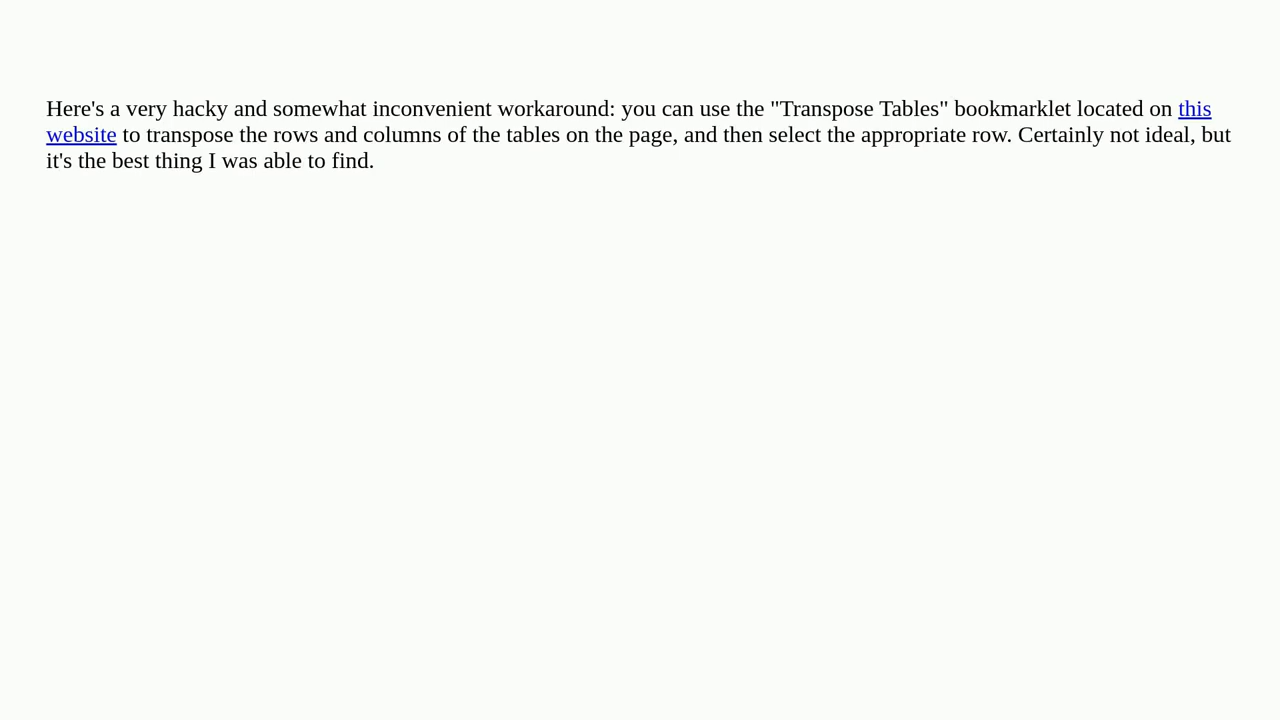 Here's a very hacky and somewhat inconvenient workaround: you can use the "Transpose Tables" bookmarklet located on this
website to transpose the rows and columns of the tables on the page, and then select the appropriate row. Certainly not ideal, but
it's the best thing I was able to find.